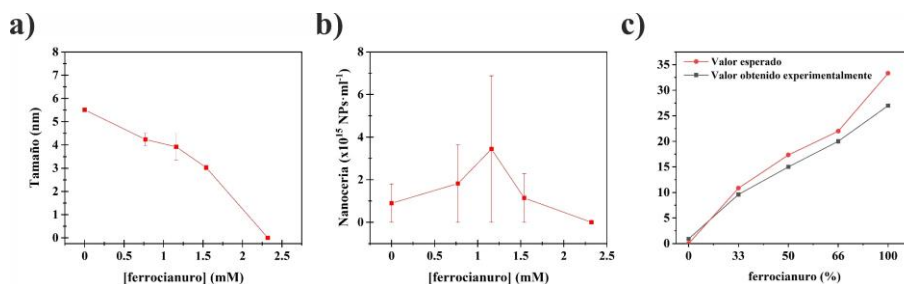 a)
8
7
6
5
4
3
2
1
0
Tamaño (nm)
0 0.5 1 1.5 2 2.5
[ferrocianuro] (mM)
b)
8
6
4
2
0
Nanoceria (x10¹⁵ NPs·ml⁻¹)
0 0.5 1 1.5 2 2.5
[ferrocianuro] (mM)
c)
Valor esperado
Valor obtenido experimentalmente
35
30
25
20
15
10
5
0
0 33 50 66 100
ferrocianuro (%)